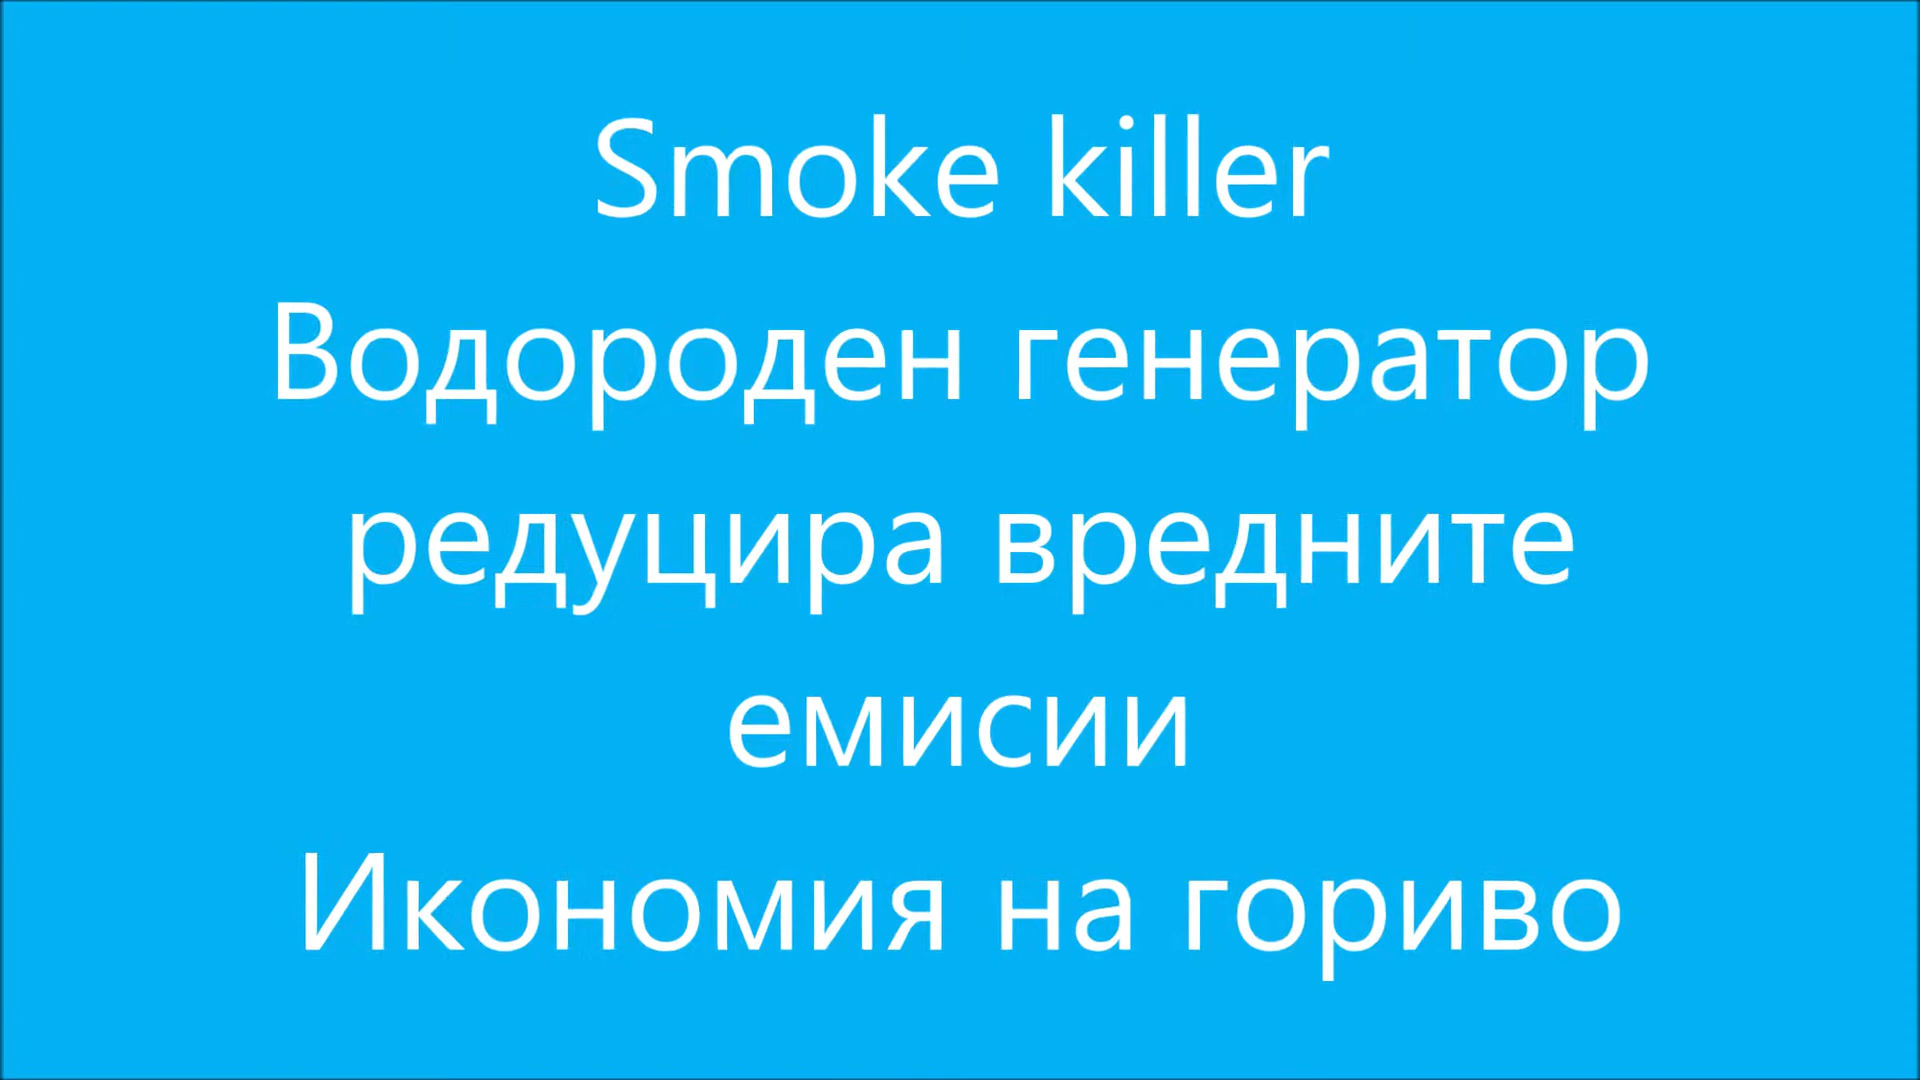 Smoke killer
Водороден генератор
редуцира вредните
емисии
Икономия на гориво